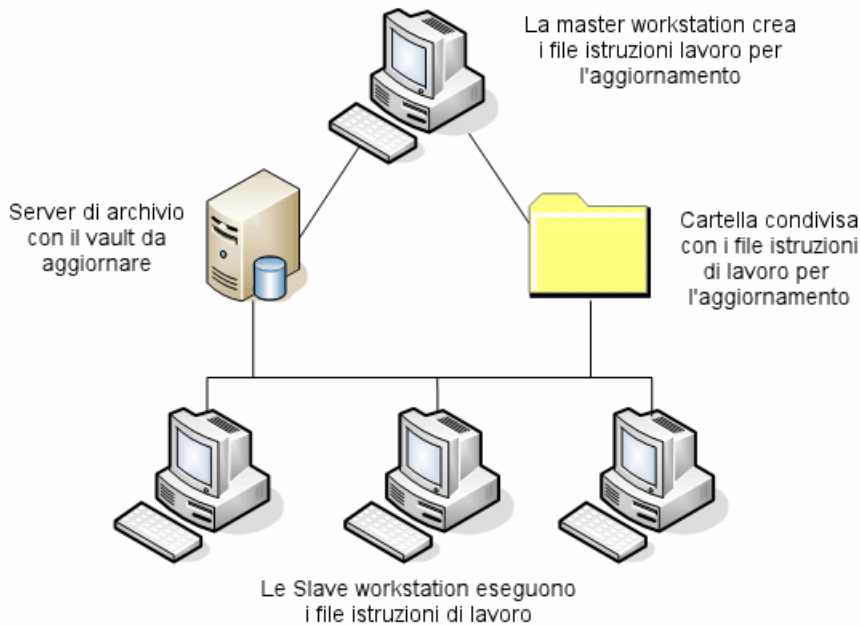 La master workstation crea
i file istruzioni lavoro per
l'aggiornamento
Server di archivio
con il vault da
aggiornare
Cartella condivisa
con i file istruzioni
di lavoro per
l'aggiornamento
Le Slave workstation eseguono
i file istruzioni di lavoro